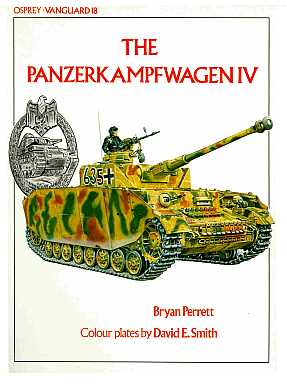 OSPREY · VANGUARD 18
THE
PANZERKAMPFWAGEN IV
635
Bryan Perrett
Colour plates by David E. Smith